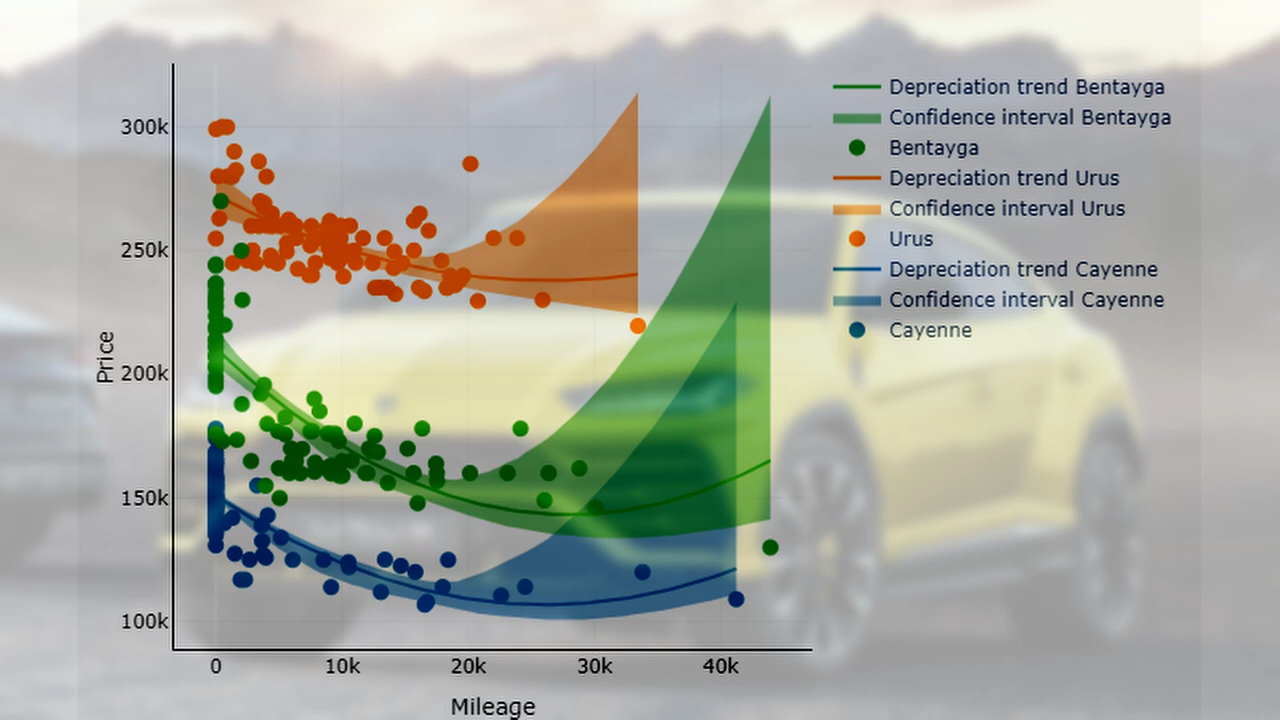 Depreciation trend Bentayga
Confidence interval Bentayga
Bentayga
Depreciation trend Urus
Confidence interval Urus
Urus
Depreciation trend Cayenne
Confidence interval Cayenne
Cayenne
300k
250k
200k
150k
100k
Price
0 10k 20k 30k 40k
Mileage